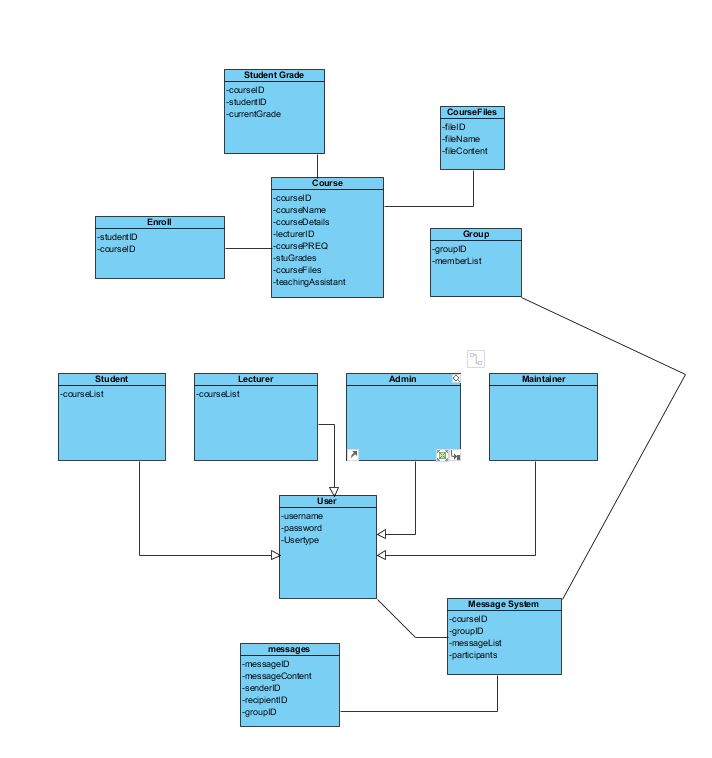 Student Grade
-courseID
-studentID
-currentGrade
CourseFiles
-fileID
-fileName
-fileContent
Course
-courseID
-courseName
-courseDetails
-lecturerID
-coursePREQ
-stuGrades
-courseFiles
-teachingAssistant
Enroll
-studentID
-courseID
Group
-groupID
-memberList
Student
-courseList
Lecturer
-courseList
Admin
Maintainer
User
-username
-password
-Usertype
Message System
-courseID
-groupID
-messageList
-participants
messages
-messageID
-messageContent
-senderID
-recipientID
-groupID